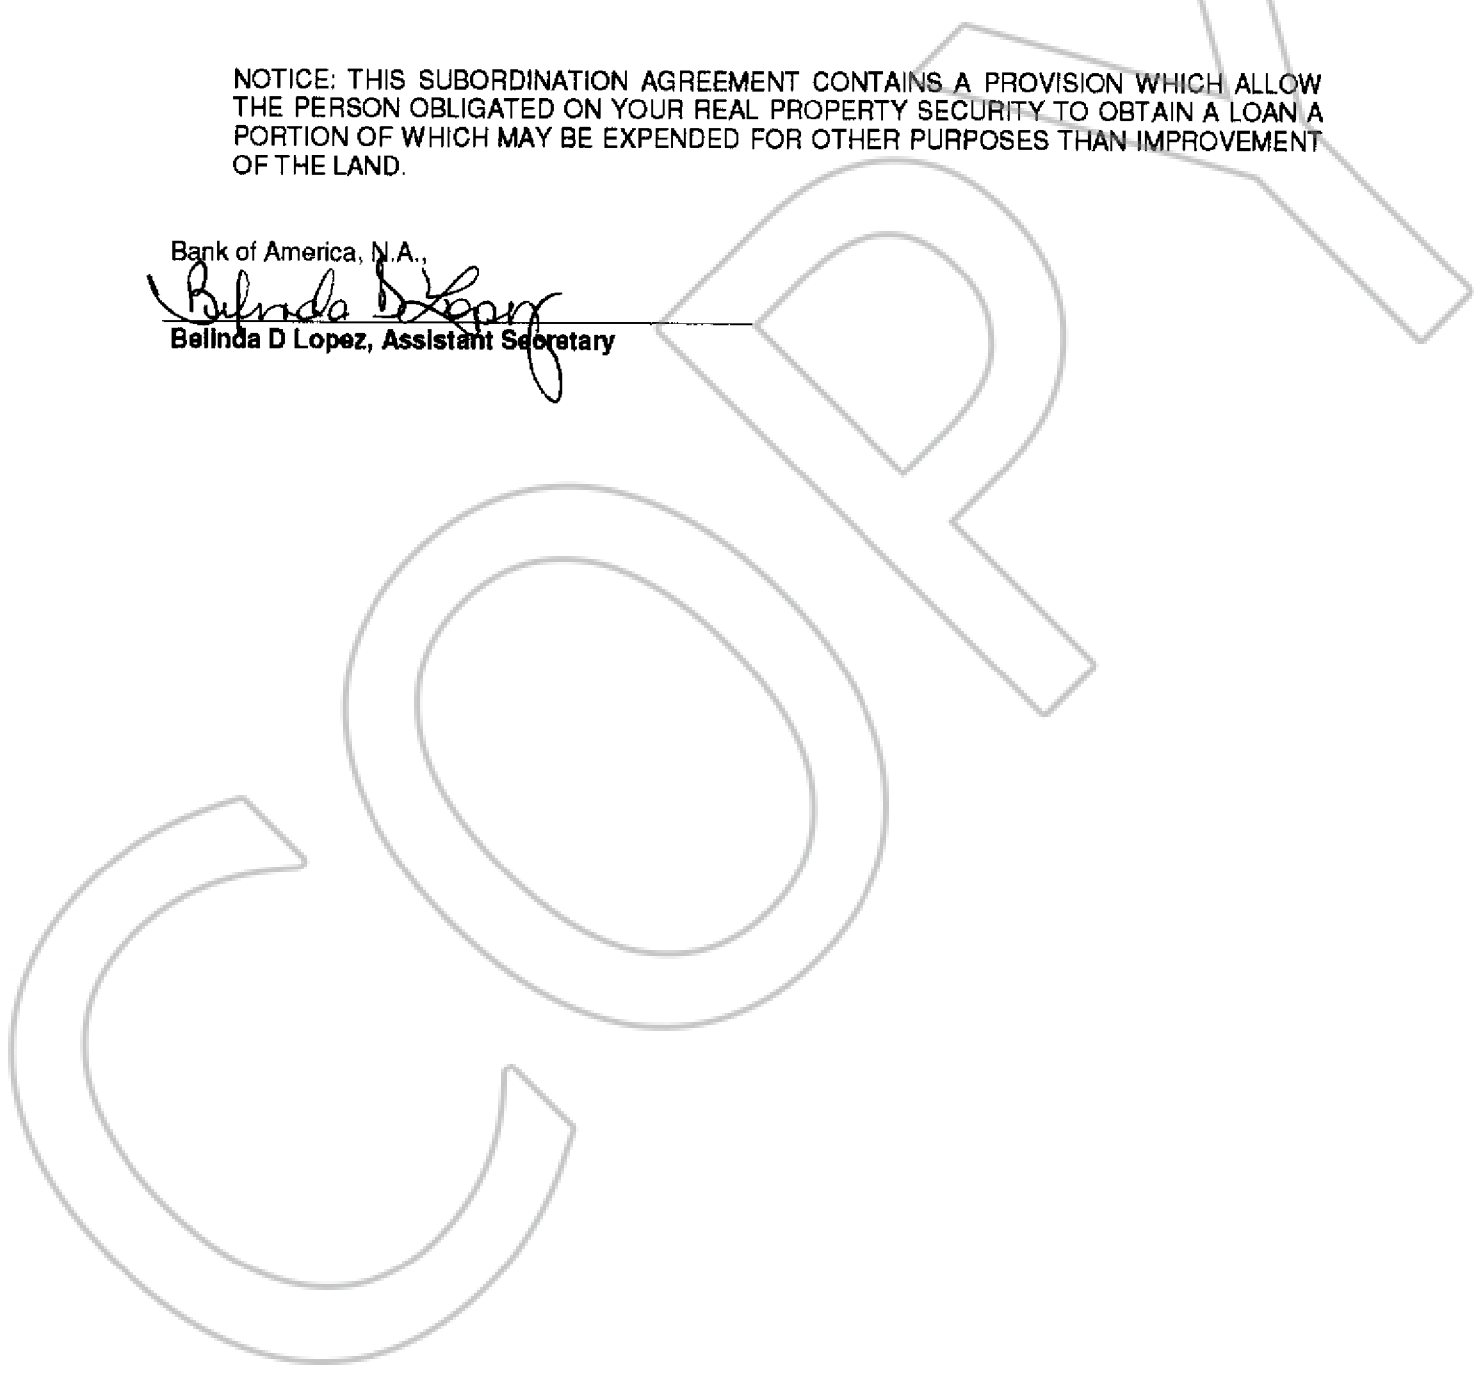 NOTICE: THIS SUBORDINATION AGREEMENT CONTAINS A PROVISION WHICH ALLOW
THE PERSON OBLIGATED ON YOUR REAL PROPERTY SECURITY TO OBTAIN A LOAN A
PORTION OF WHICH MAY BE EXPENDED FOR OTHER PURPOSES THAN IMPROVEMENT
OF THE LAND.
Bank of America, N.A.,
Belinda D Lopez
Belinda D Lopez, Assistant Secretary
COPY